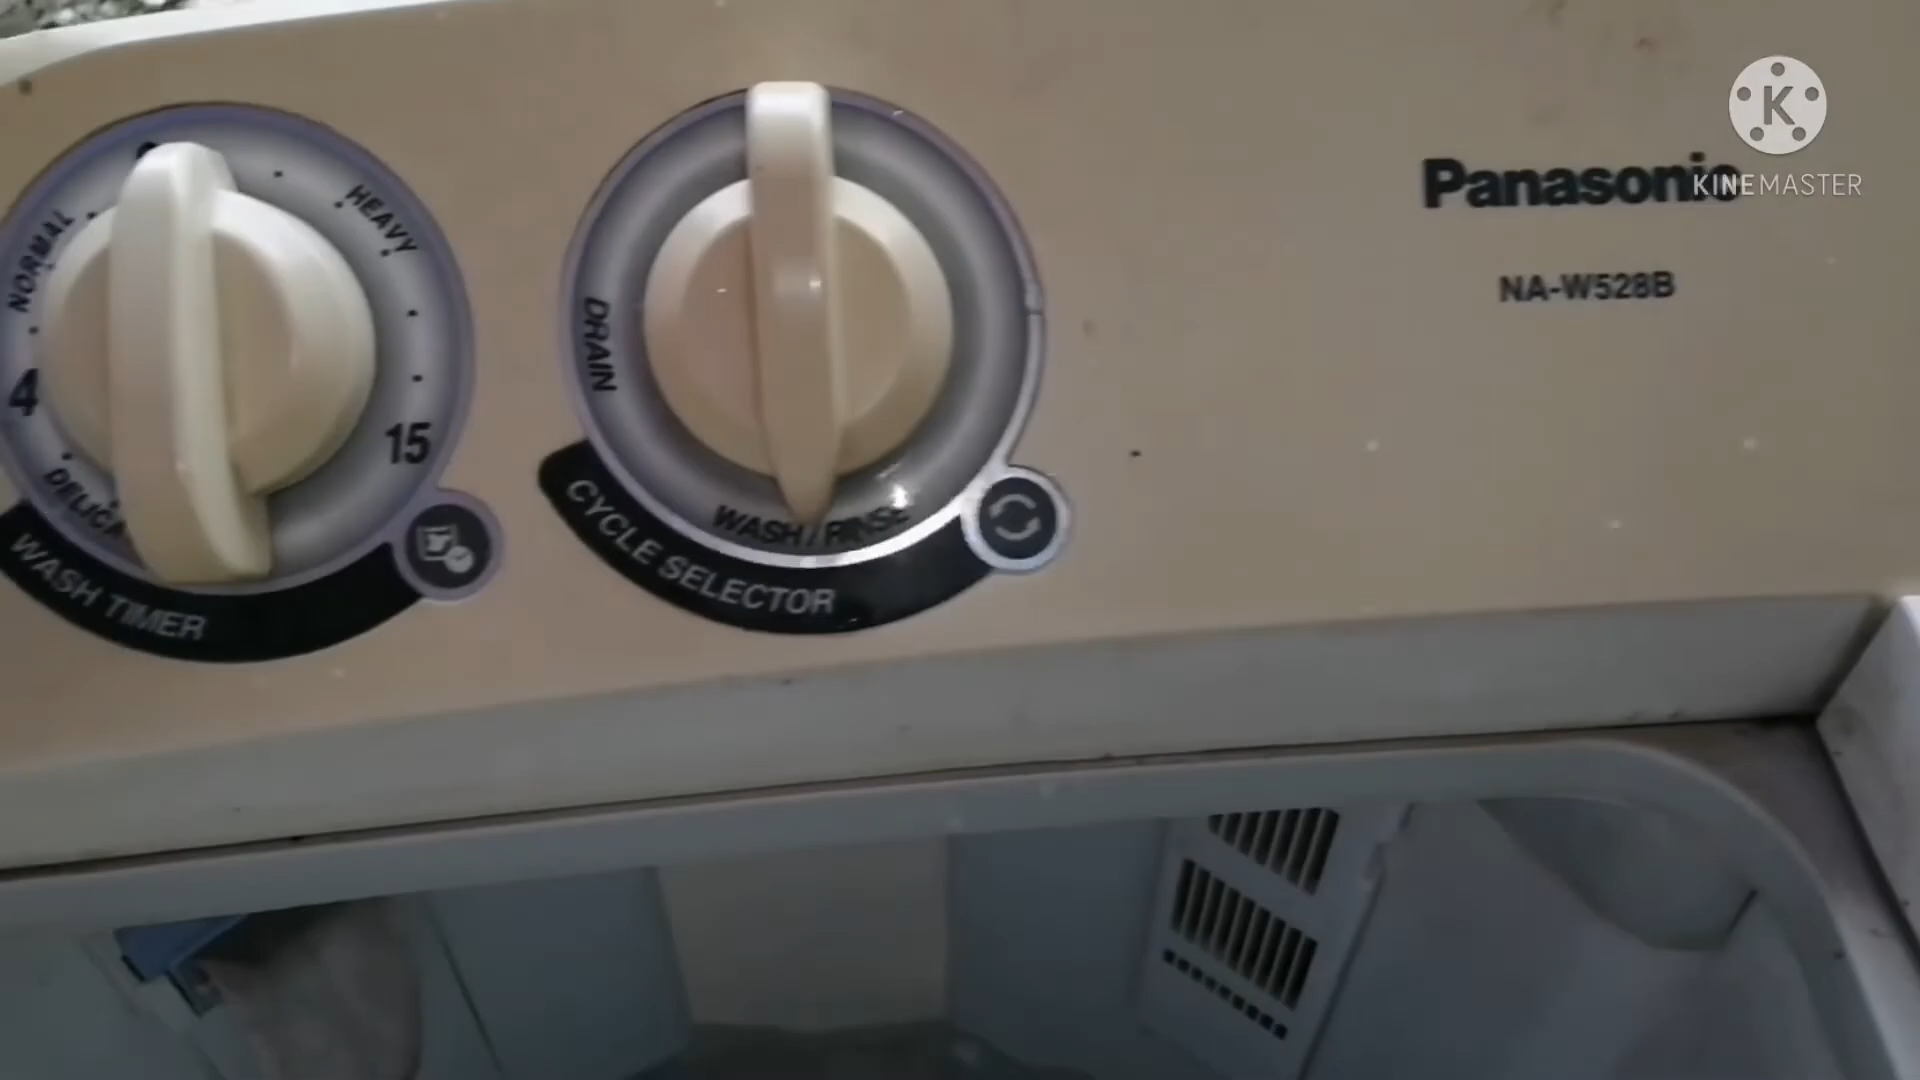 HEAVY
NORMAL
4
15
WASH TIMER
DRAIN
WASH / RINSE
CYCLE SELECTOR
Panasonic
NA-W528B
K
KINEMASTER